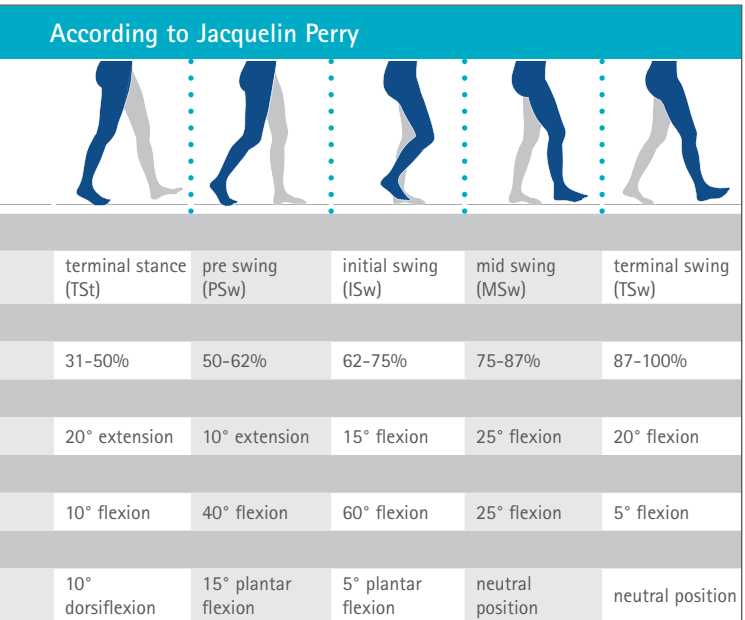 According to Jacquelin Perry
terminal stance pre swing initial swing mid swing terminal swing
(TSt) (PSw) (ISw) (MSw) (TSw)
31-50% 50-62% 62-75% 75-87% 87-100%
20° extension 10° extension 15° flexion 25° flexion 20° flexion
10° flexion 40° flexion 60° flexion 25° flexion 5° flexion
10° 15° plantar 5° plantar neutral neutral position
dorsiflexion flexion flexion position